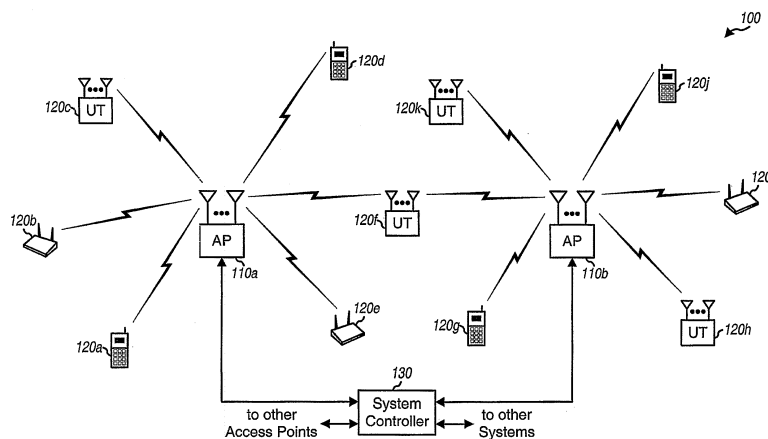 100
120d
120c
UT
120k
UT
120j
120b
AP
110a
120f
UT
AP
110b
120
120a
120e
120g
UT
120h
130
System
Controller
to other
Access Points
to other
Systems